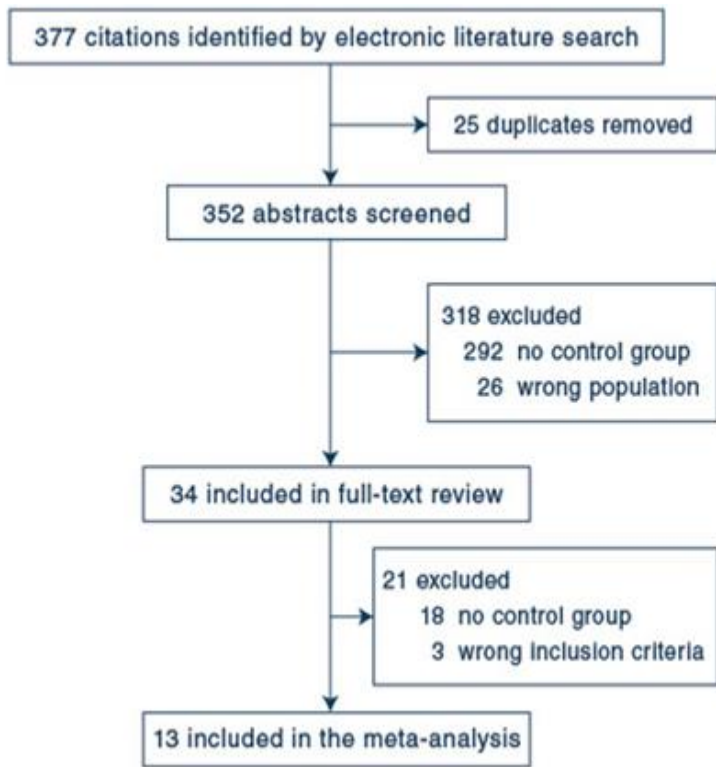 377 citations identified by electronic literature search
25 duplicates removed
352 abstracts screened
318 excluded
292 no control group
26 wrong population
34 included in full-text review
21 excluded
18 no control group
3 wrong inclusion criteria
13 included in the meta-analysis